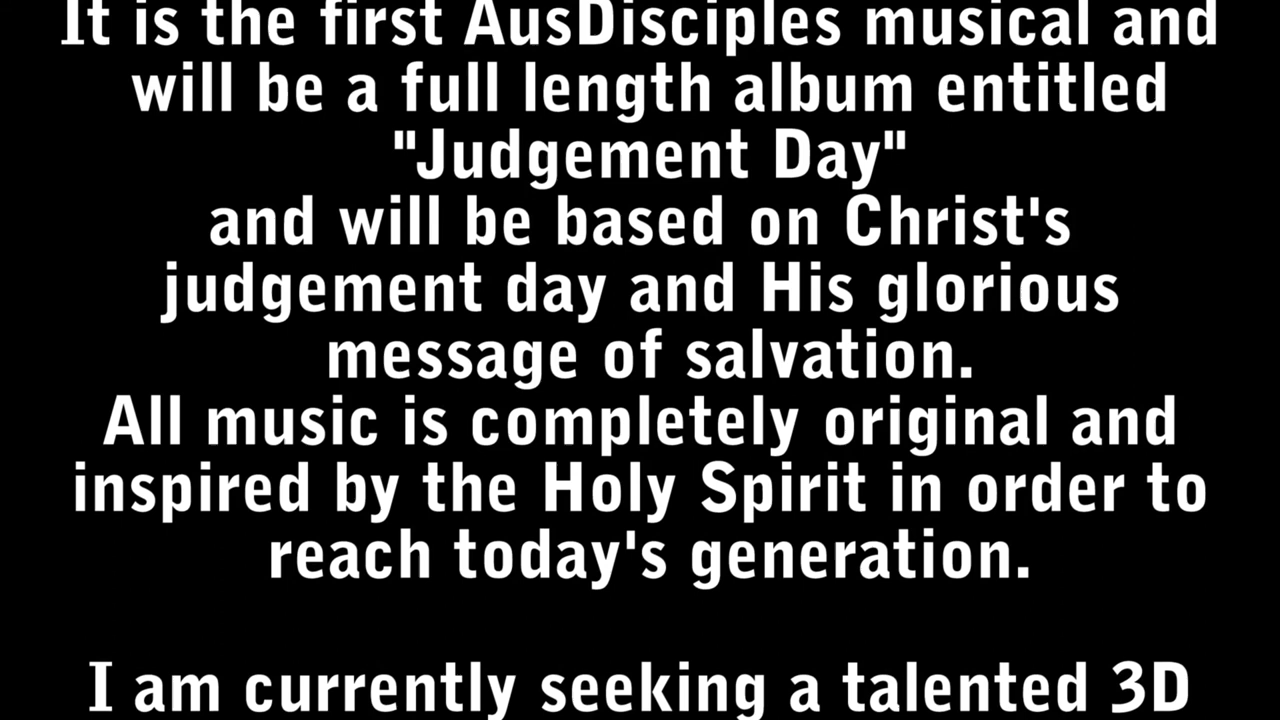 It is the first AusDisciples musical and
will be a full length album entitled
"Judgement Day"
and will be based on Christ's
judgement day and His glorious
message of salvation.
All music is completely original and
inspired by the Holy Spirit in order to
reach today's generation.
I am currently seeking a talented 3D